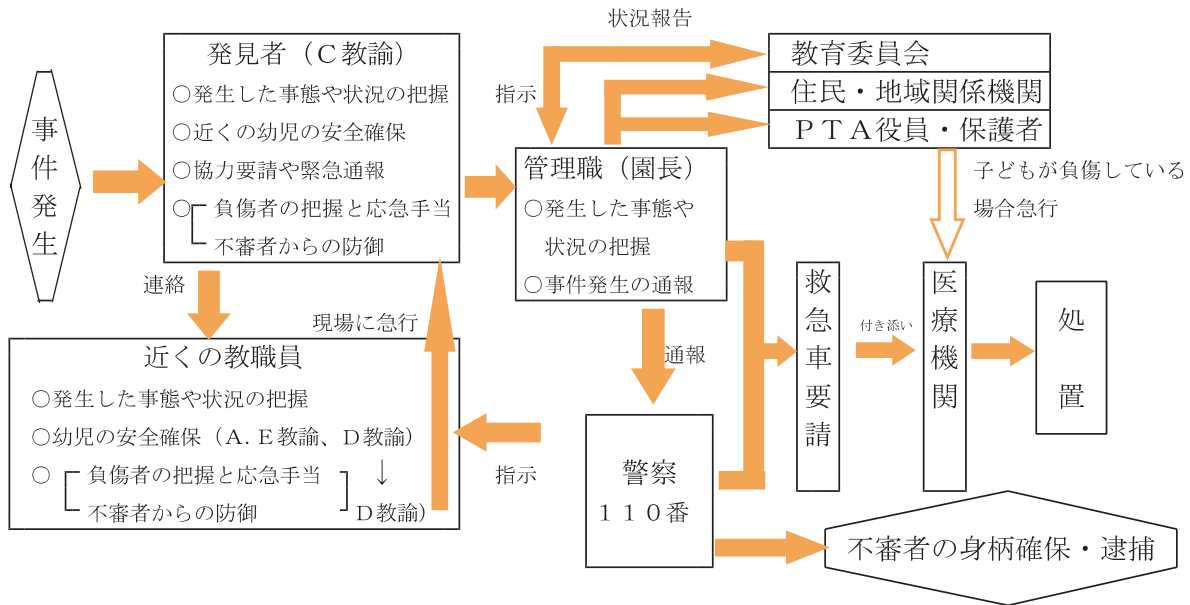 事件発生
発見者（Ｃ教諭）
○発生した事態や状況の把握
○近くの幼児の安全確保
○協力要請や緊急通報
○ 負傷者の把握と応急手当
不審者からの防御
連絡
現場に急行
近くの教職員
○発生した事態や状況の把握
○幼児の安全確保（Ａ.Ｅ教諭、Ｄ教諭）
○ 負傷者の把握と応急手当 ↓
不審者からの防御 Ｄ教諭）
指示
状況報告
指示
管理職（園長）
○発生した事態や
状況の把握
○事件発生の通報
通報
警察
１１０番
教育委員会
住民・地域関係機関
ＰＴＡ役員・保護者
子どもが負傷している
場合急行
救急車要請
付き添い
医療機関
処置
不審者の身柄確保・逮捕